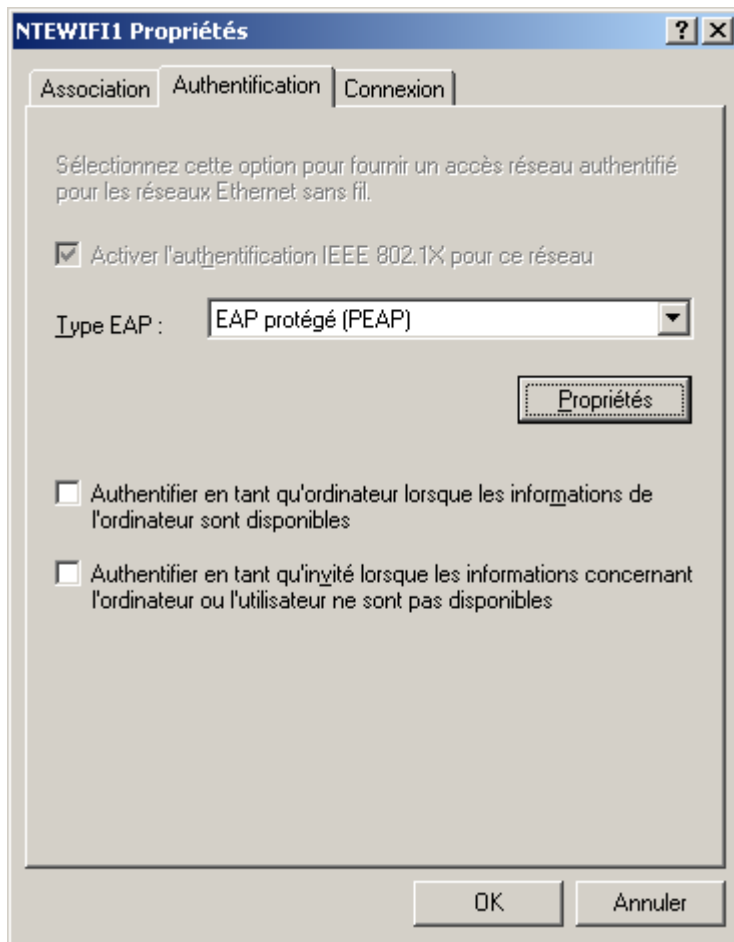 NTEWIFI1 Propriétés
Association
Authentification
Connexion
Sélectionnez cette option pour fournir un accès réseau authentifié
pour les réseaux Ethernet sans fil.
Activer l'authentification IEEE 802.1X pour ce réseau
Type EAP :
EAP protégé (PEAP)
Propriétés
Authentifier en tant qu'ordinateur lorsque les informations de
l'ordinateur sont disponibles
Authentifier en tant qu'invité lorsque les informations concernant
l'ordinateur ou l'utilisateur ne sont pas disponibles
OK
Annuler